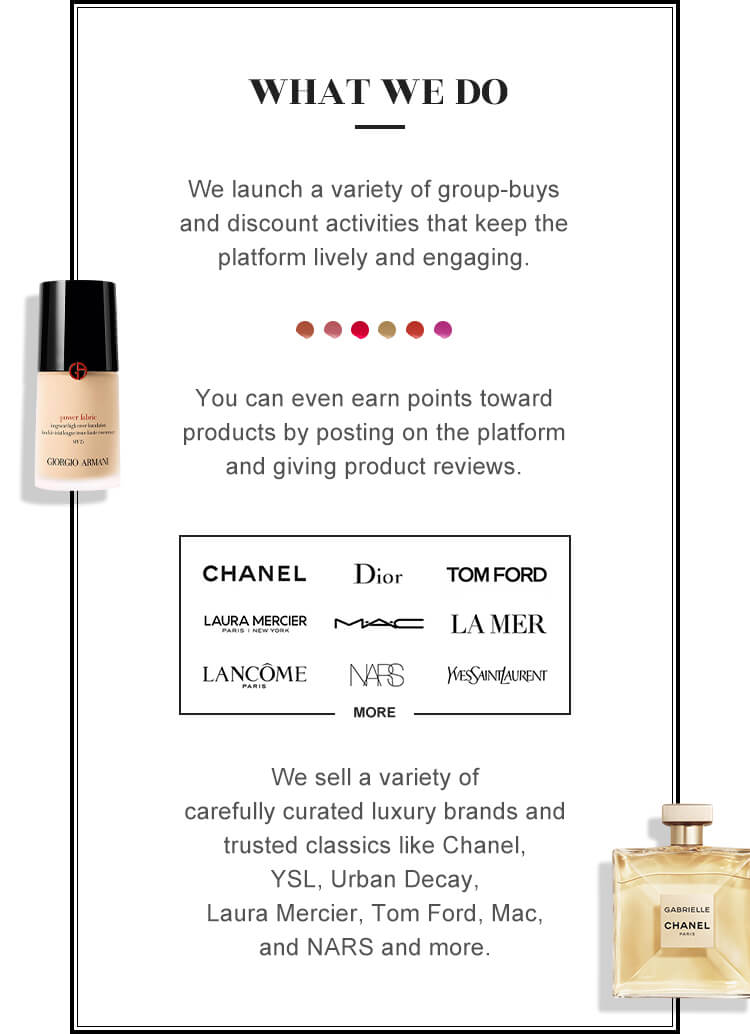 WHAT WE DO
We launch a variety of group-buys
and discount activities that keep the
platform lively and engaging.
power fabric
GIORGIO ARMANI
You can even earn points toward
products by posting on the platform
and giving product reviews.
CHANEL Dior TOM FORD
LAURA MERCIER M·A·C LA MER
PARIS | NEW YORK
LANCÔME NARS YVESSAINTLAURENT
PARIS
MORE
We sell a variety of
carefully curated luxury brands and
trusted classics like Chanel,
YSL, Urban Decay,
Laura Mercier, Tom Ford, Mac,
and NARS and more.
GABRIELLE
CHANEL
PARIS